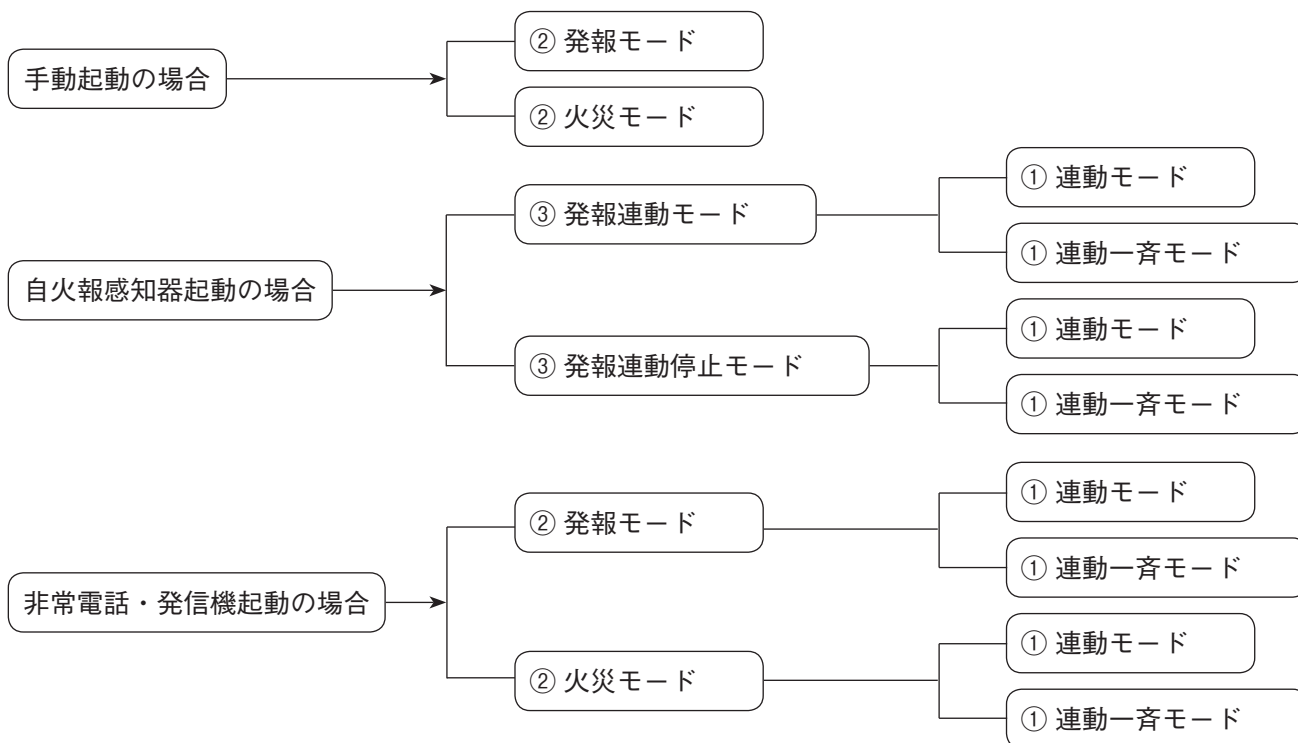 手動起動の場合
② 発報モード
② 火災モード
自火報感知器起動の場合
③ 発報連動モード
① 連動モード
① 連動一斉モード
③ 発報連動停止モード
① 連動モード
① 連動一斉モード
非常電話・発信機起動の場合
② 発報モード
① 連動モード
① 連動一斉モード
② 火災モード
① 連動モード
① 連動一斉モード